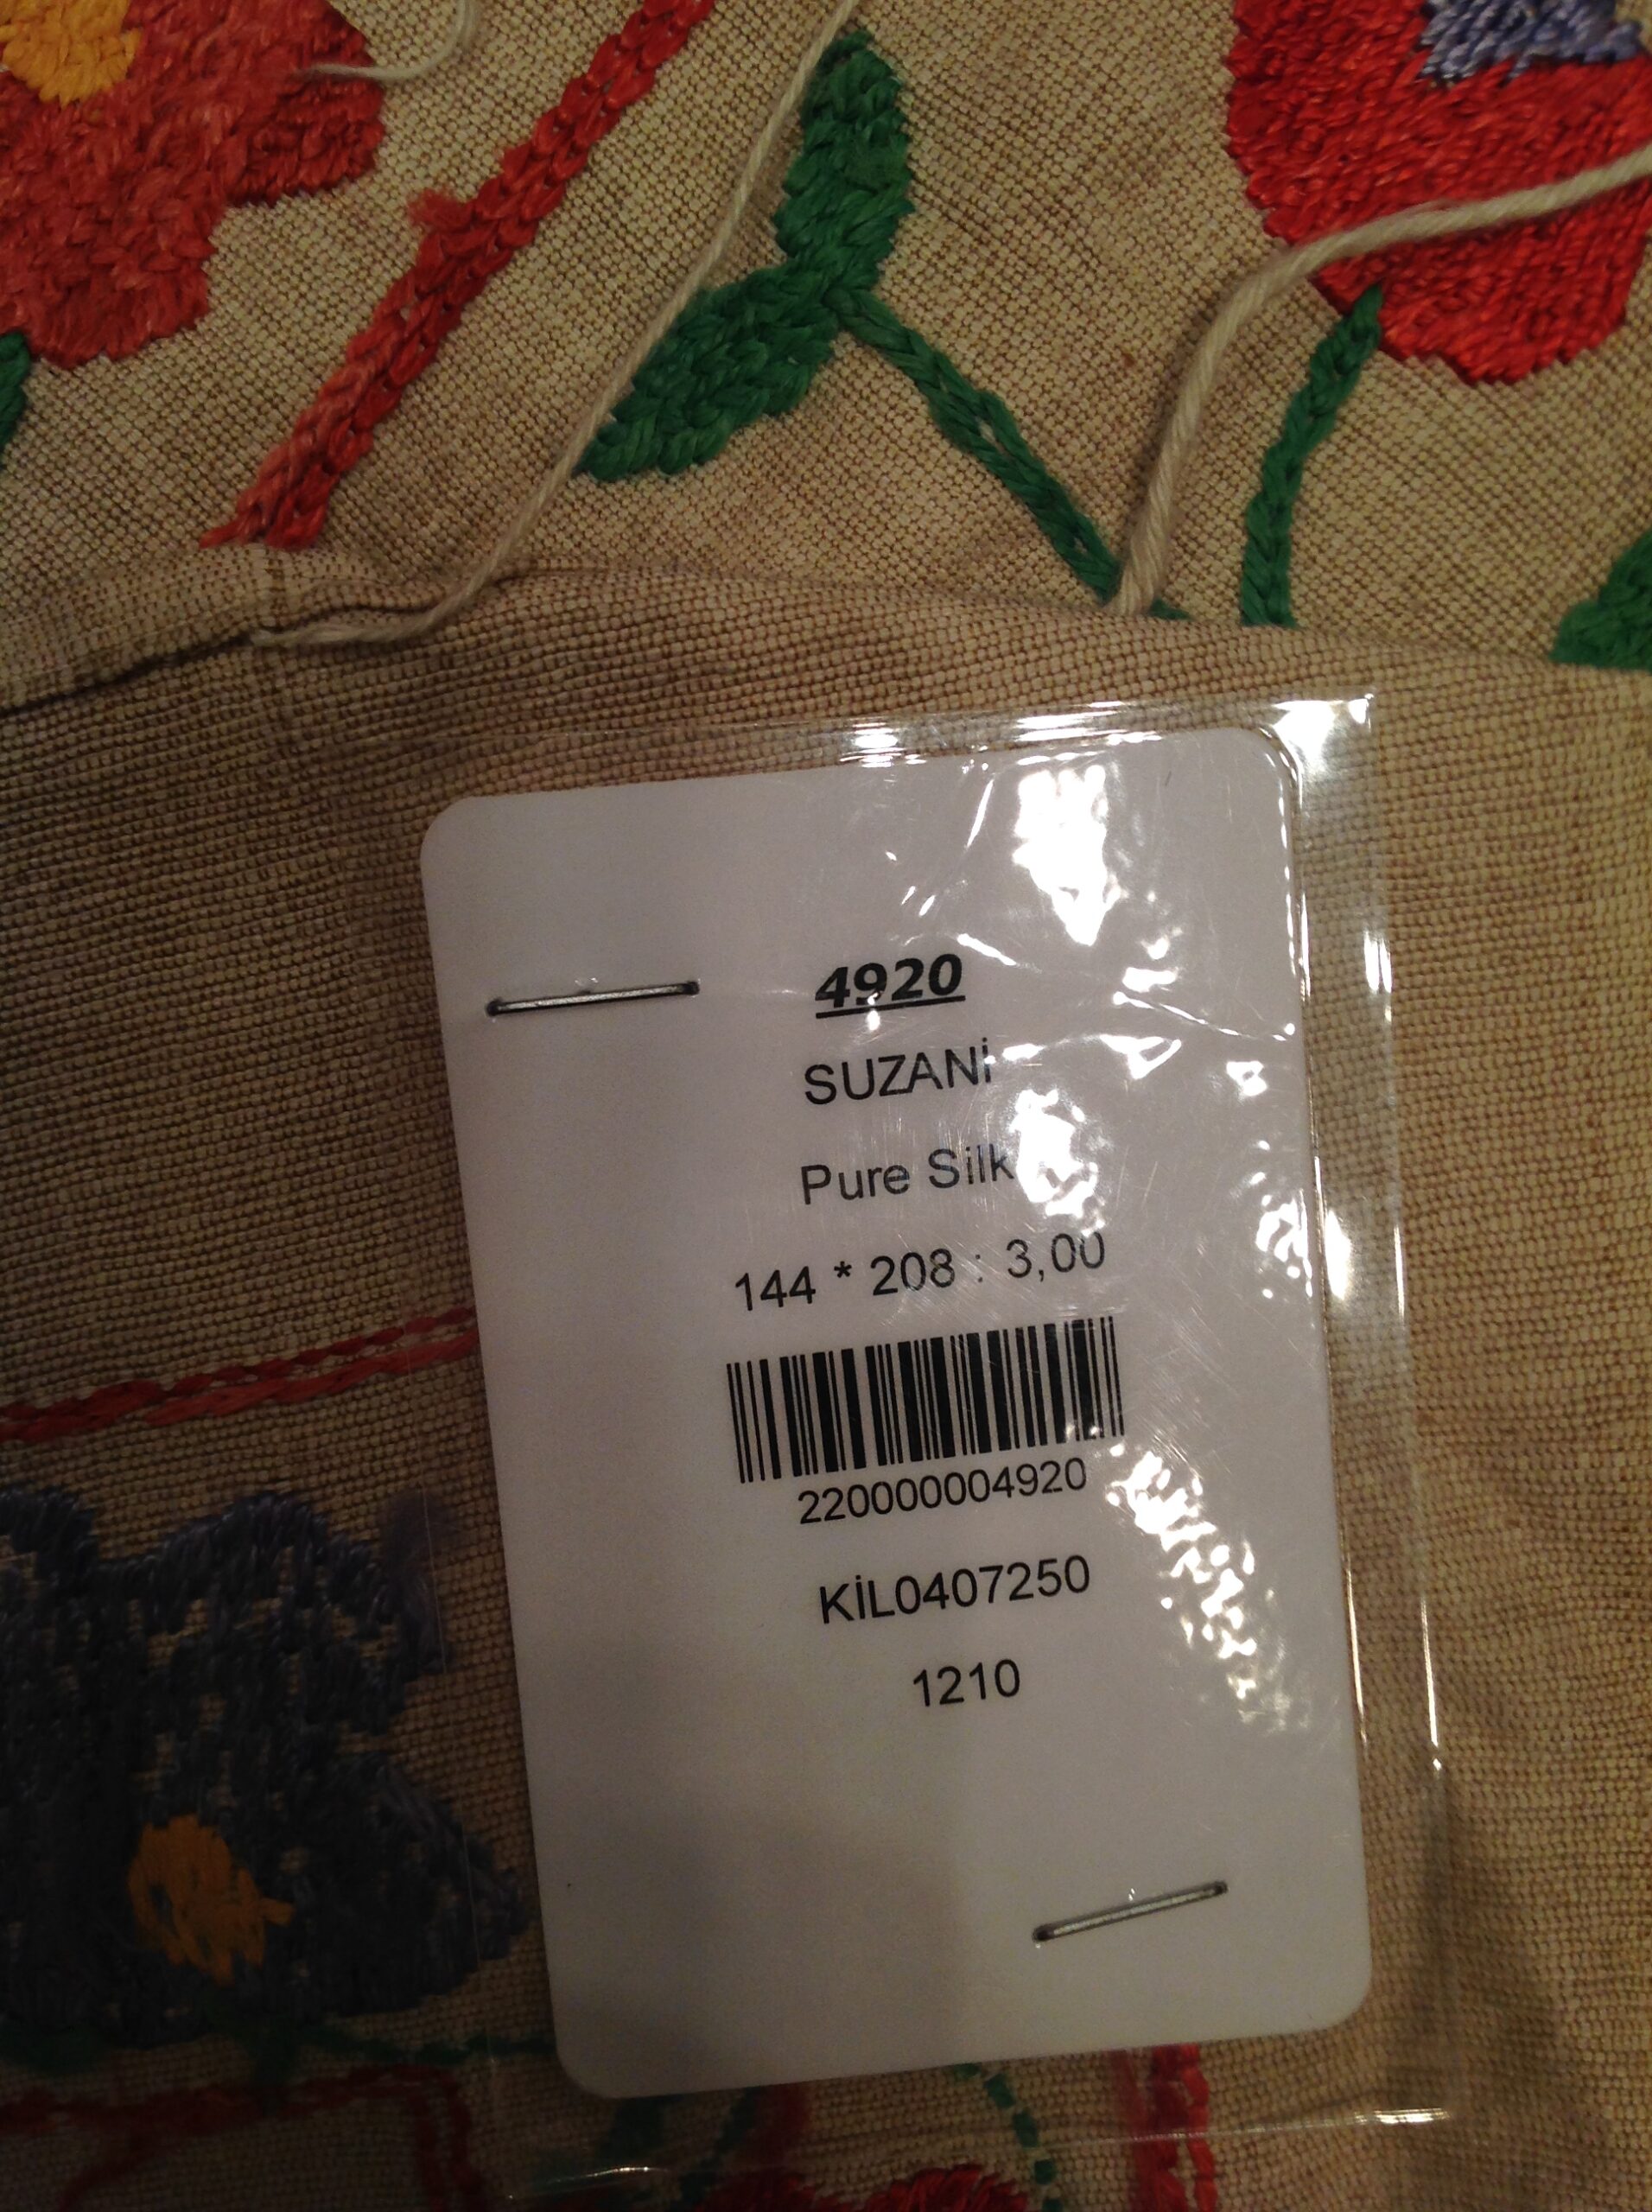 4920
SUZANİ
Pure Silk
144 * 208 : 3,00
220000004920
KİL0407250
1210